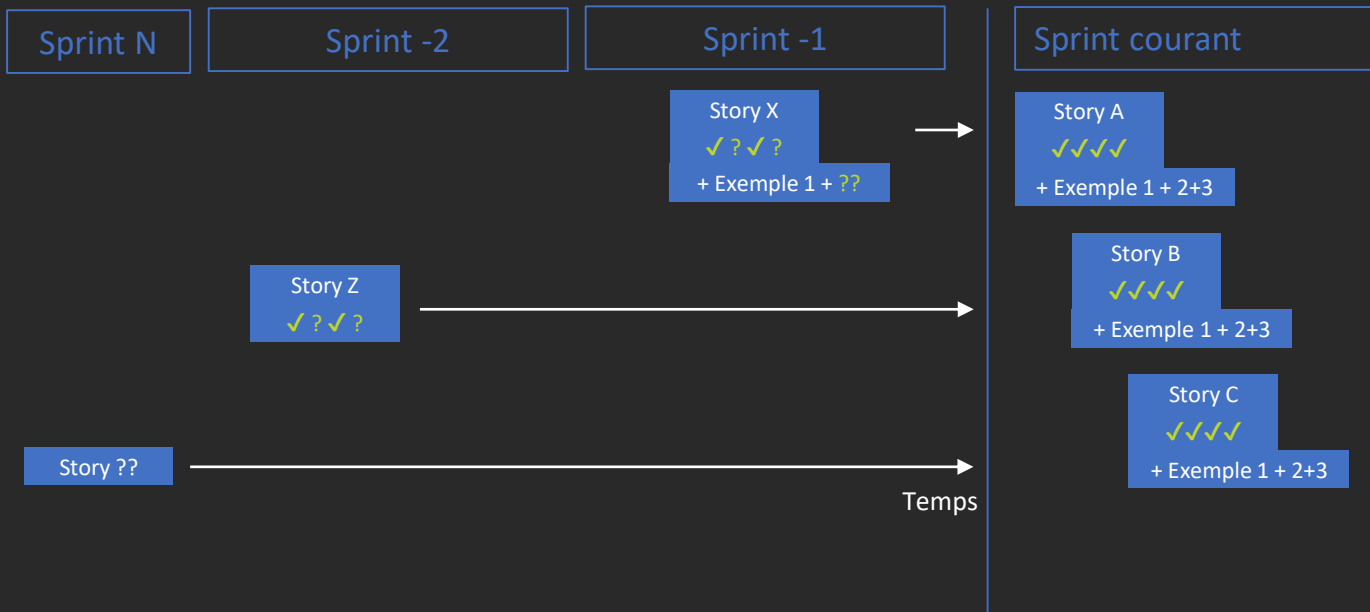 Sprint N
Sprint -2
Sprint -1
Sprint courant
Story X
✓ ? ✓ ?
+ Exemple 1 + ??
Story A
✓✓✓✓
+ Exemple 1 + 2+3
Story B
✓✓✓✓
+ Exemple 1 + 2+3
Story Z
✓ ? ✓ ?
Story C
✓✓✓✓
+ Exemple 1 + 2+3
Story ??
Temps